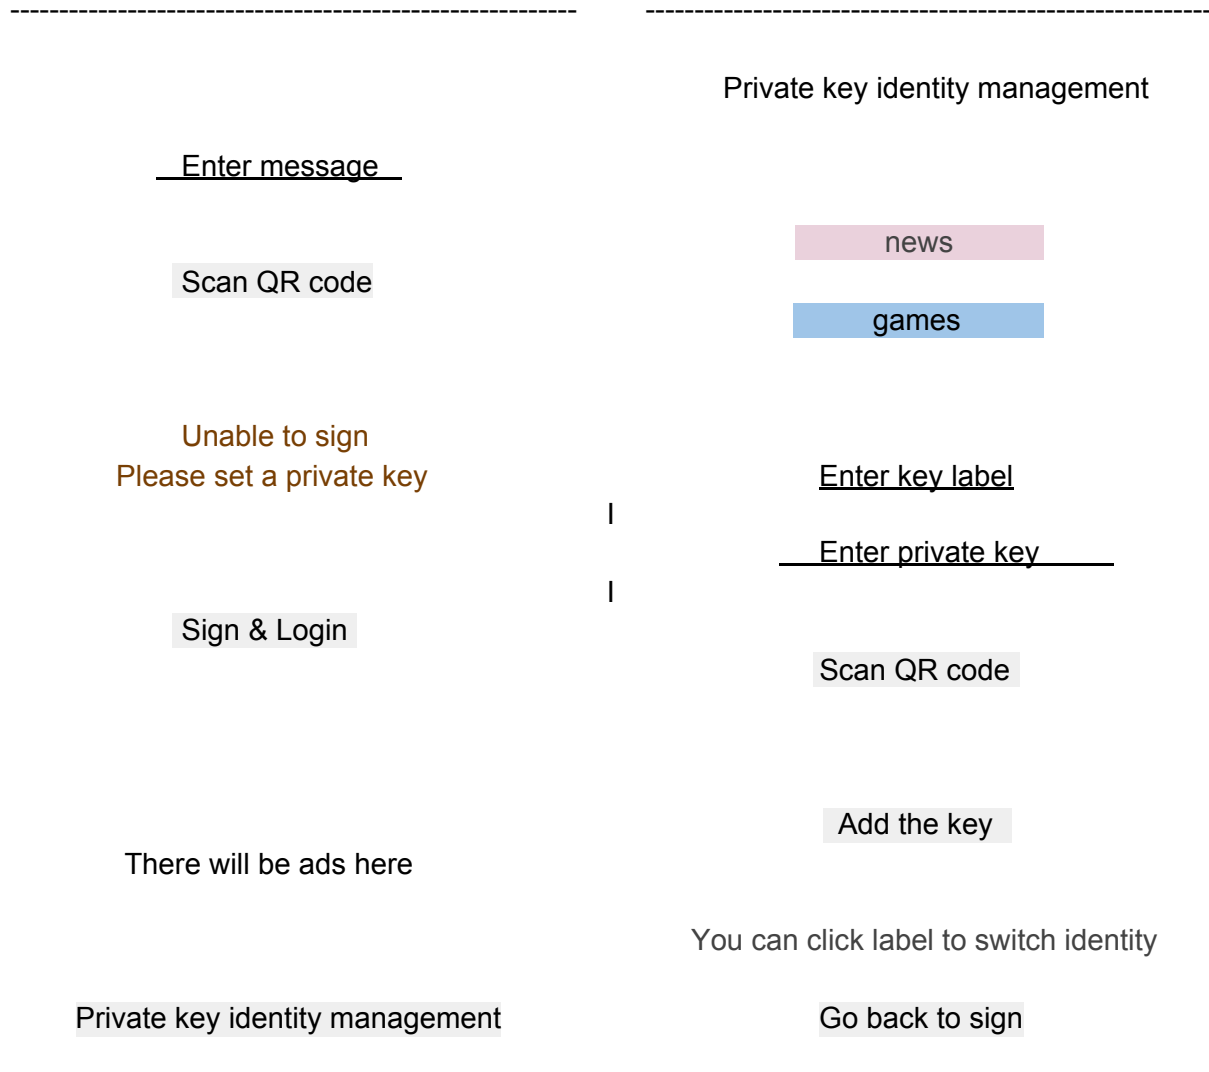 ----------------------------------------------------------
Enter message
Scan QR code
Unable to sign
Please set a private key
Sign & Login
There will be ads here
Private key identity management
I
I
----------------------------------------------------------
Private key identity management
news
games
Enter key label
Enter private key
Scan QR code
Add the key
You can click label to switch identity
Go back to sign